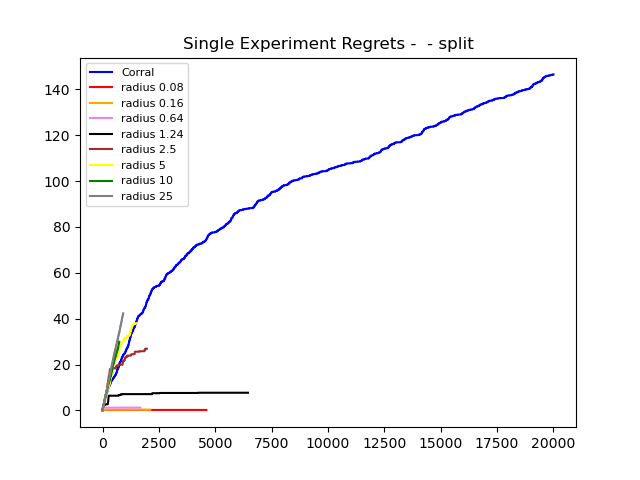 Single Experiment Regrets -  - split
Corral
radius 0.08
radius 0.16
radius 0.64
radius 1.24
radius 2.5
radius 5
radius 10
radius 25
140
120
100
80
60
40
20
0
0 2500 5000 7500 10000 12500 15000 17500 20000